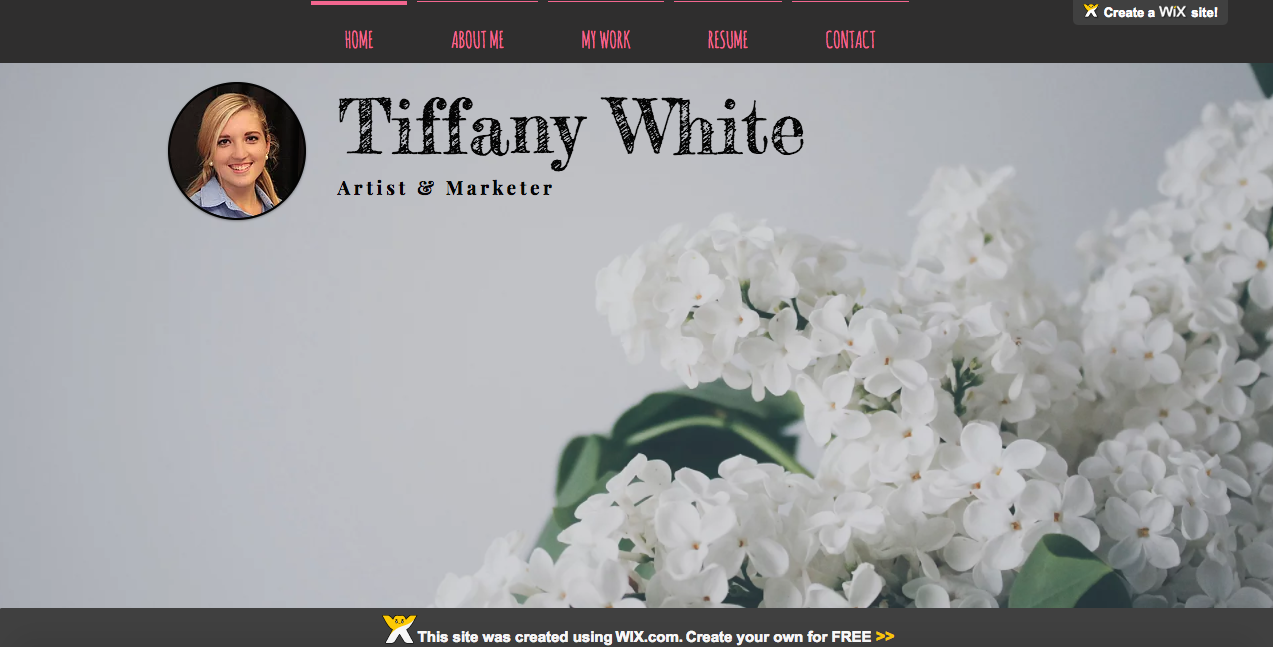 Create a WiX site!
HOME ABOUT ME MY WORK RESUME CONTACT
Tiffany White
Artist & Marketer
This site was created using WIX.com. Create your own for FREE >>